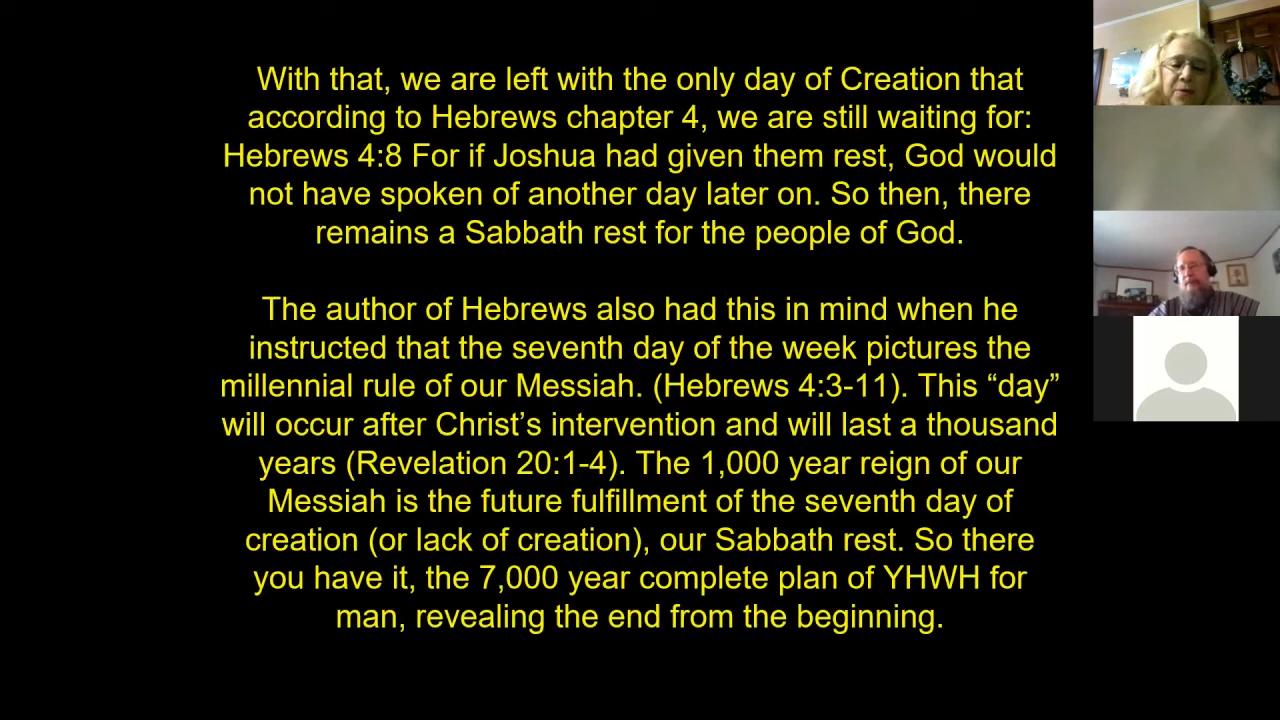 With that, we are left with the only day of Creation that
according to Hebrews chapter 4, we are still waiting for:
Hebrews 4:8 For if Joshua had given them rest, God would
not have spoken of another day later on. So then, there
remains a Sabbath rest for the people of God.
The author of Hebrews also had this in mind when he
instructed that the seventh day of the week pictures the
millennial rule of our Messiah. (Hebrews 4:3-11). This “day”
will occur after Christ’s intervention and will last a thousand
years (Revelation 20:1-4). The 1,000 year reign of our
Messiah is the future fulfillment of the seventh day of
creation (or lack of creation), our Sabbath rest. So there
you have it, the 7,000 year complete plan of YHWH for
man, revealing the end from the beginning.